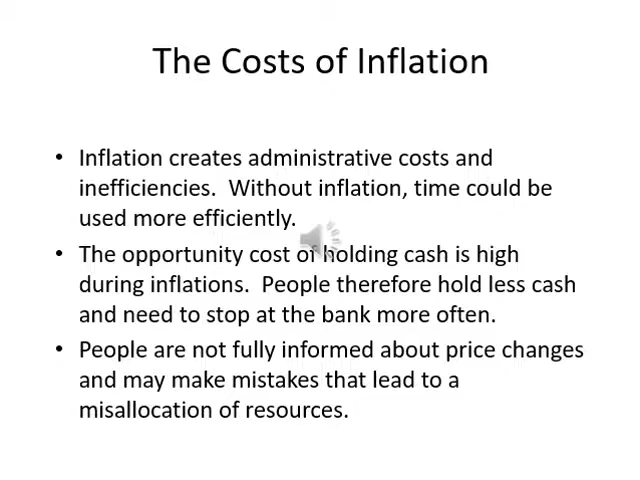 The Costs of Inflation
• Inflation creates administrative costs and
inefficiencies.  Without inflation, time could be
used more efficiently.
• The opportunity cost of holding cash is high
during inflations.  People therefore hold less cash
and need to stop at the bank more often.
• People are not fully informed about price changes
and may make mistakes that lead to a
misallocation of resources.